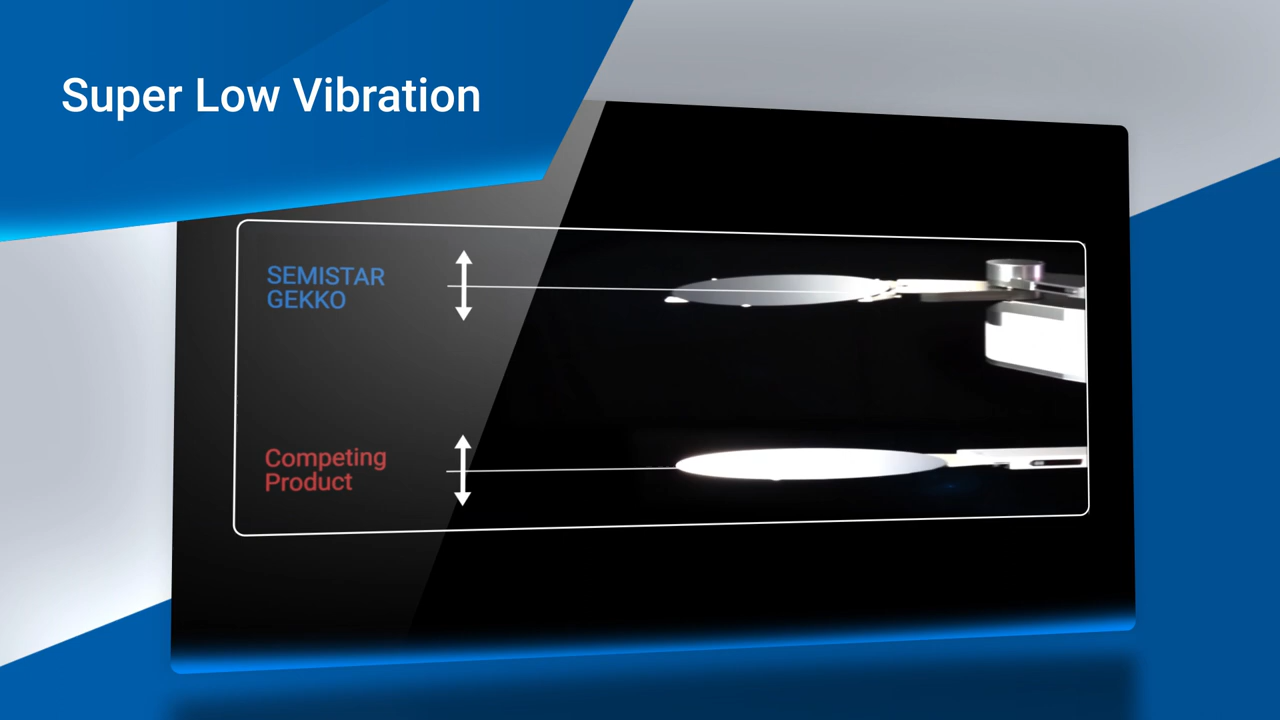 Super Low Vibration
SEMISTAR
GEKKO
Competing
Product